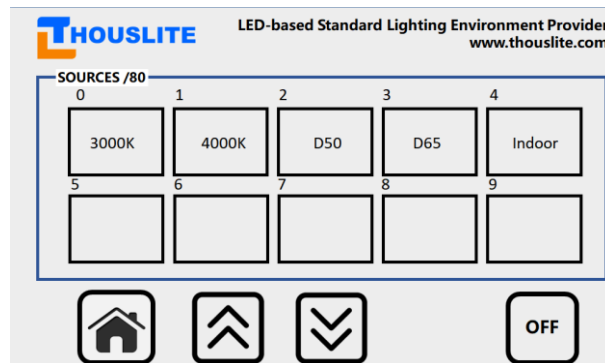 THOUSLITE
LED-based Standard Lighting Environment Provider
www.thouslite.com
SOURCES /80
0 1 2 3 4
3000K 4000K D50 D65 Indoor
5 6 7 8 9
OFF